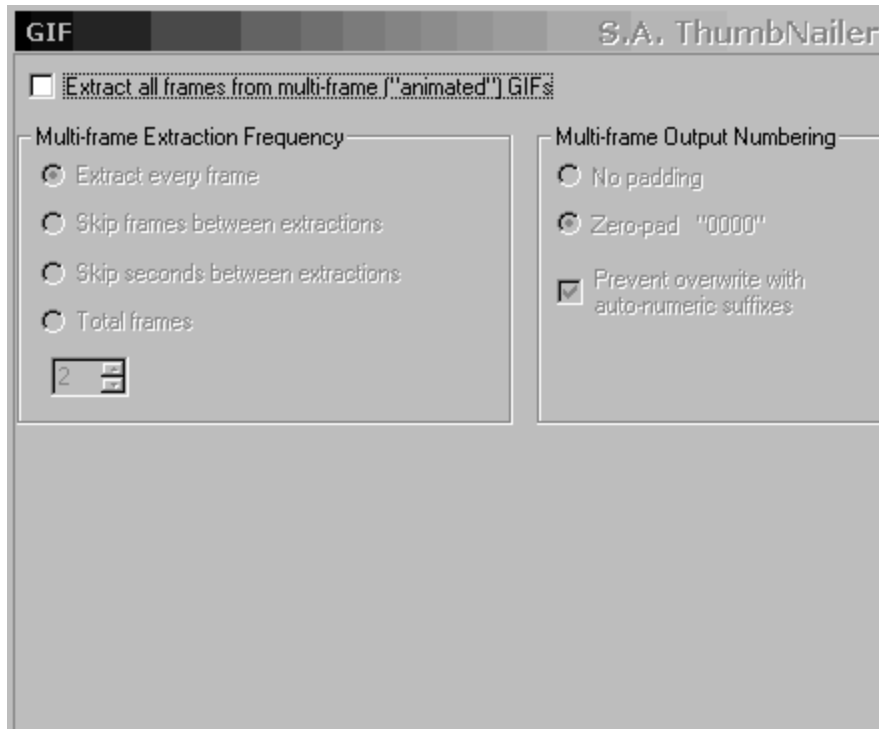 GIF
S.A. ThumbNailer
Extract all frames from multi-frame ("animated") GIFs
Multi-frame Extraction Frequency
Extract every frame
Skip frames between extractions
Skip seconds between extractions
Total frames
2
Multi-frame Output Numbering
No padding
Zero-pad "0000"
Prevent overwrite with
auto-numeric suffixes